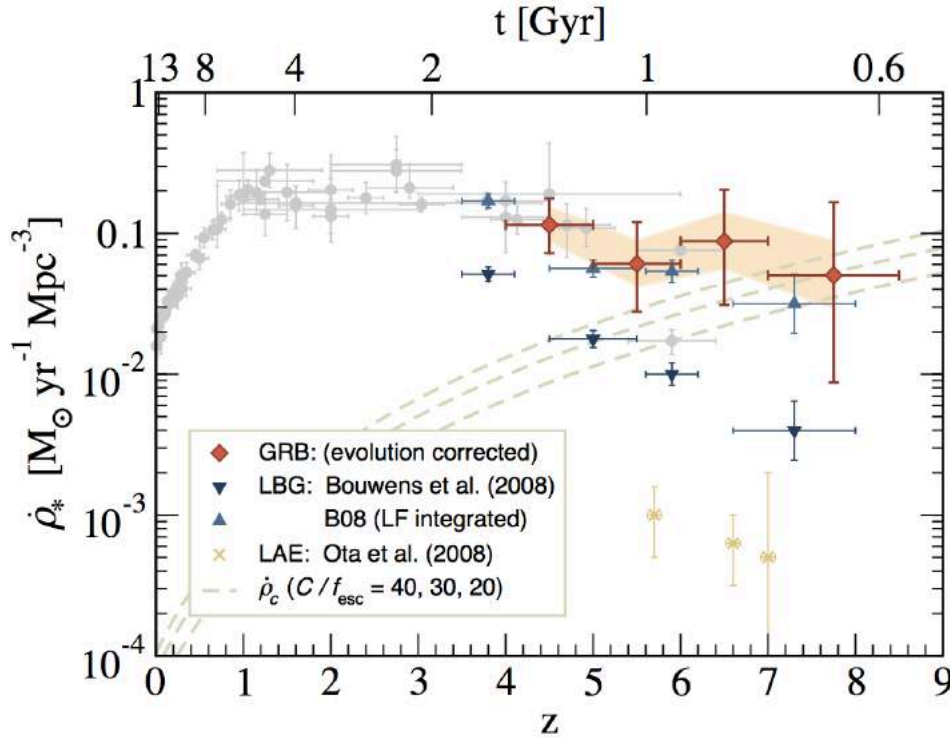 t [Gyr]
13 8 4 2 1 0.6
1
0.1
10⁻²
10⁻³
10⁻⁴
ρ̇* [M⊙ yr⁻¹ Mpc⁻³]
GRB: (evolution corrected)
LBG: Bouwens et al. (2008)
B08 (LF integrated)
LAE: Ota et al. (2008)
ρ̇c (C / fesc = 40, 30, 20)
0 1 2 3 4 5 6 7 8 9
z